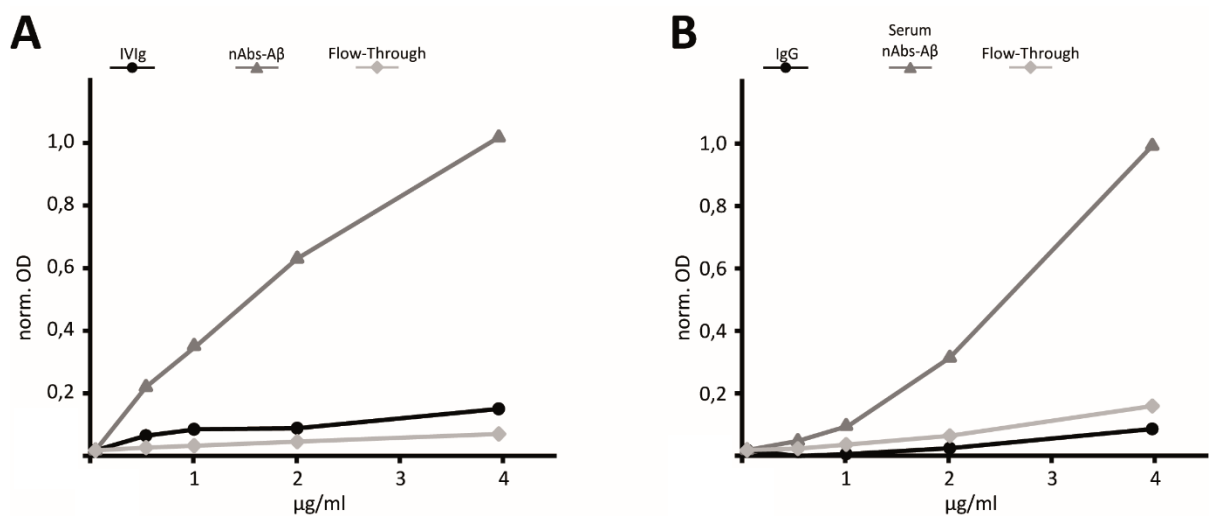 A
IVIg nAbs-Aβ Flow-Through
norm. OD
1,0
0,8
0,6
0,4
0,2
1 2 3 4
µg/ml
B
IgG Serum nAbs-Aβ Flow-Through
norm. OD
1,0
0,8
0,6
0,4
0,2
1 2 3 4
µg/ml